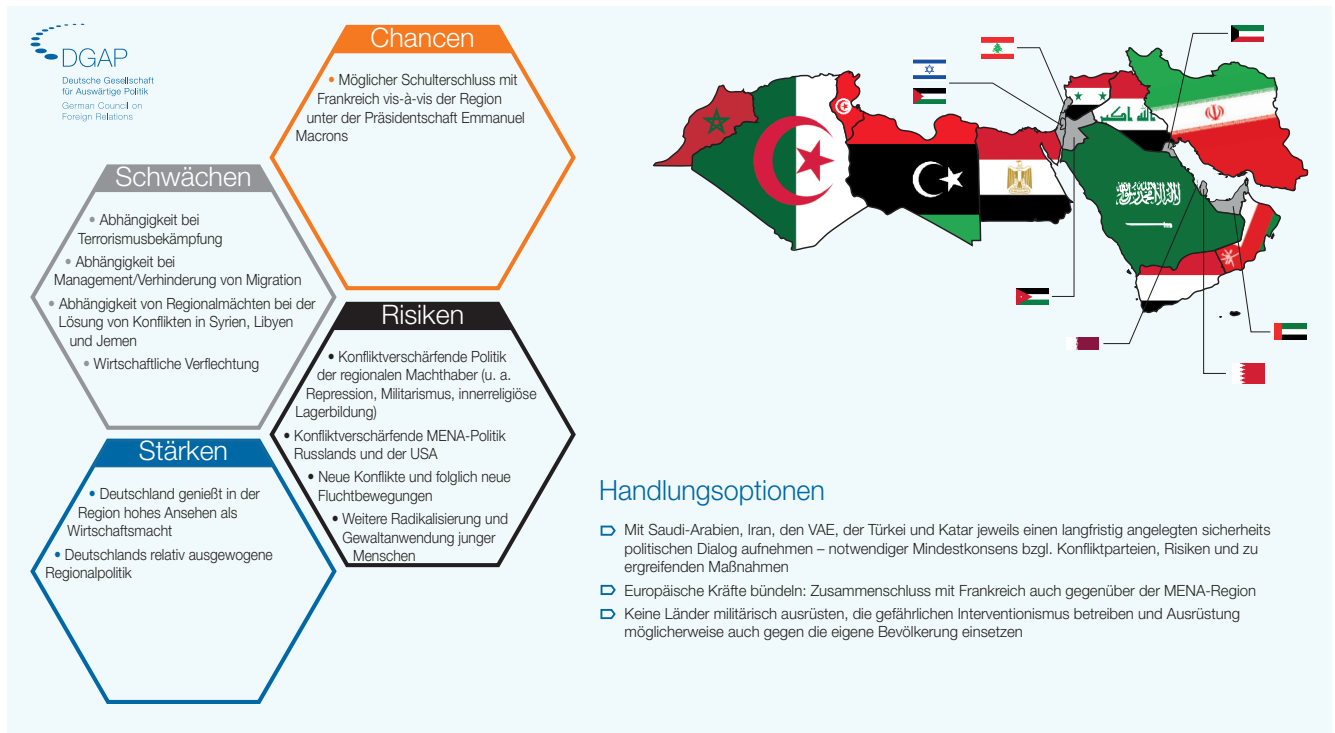 DGAP
Deutsche Gesellschaft
für Auswärtige Politik
German Council on
Foreign Relations
Chancen
• Möglicher Schulterschluss mit
Frankreich vis-à-vis der Region
unter der Präsidentschaft Emmanuel
Macrons
Schwächen
• Abhängigkeit bei
Terrorismusbekämpfung
• Abhängigkeit bei
Management/Verhinderung von Migration
• Abhängigkeit von Regionalmächten bei der
Lösung von Konflikten in Syrien, Libyen
und Jemen
• Wirtschaftliche Verflechtung
Risiken
• Konfliktverschärfende Politik
der regionalen Machthaber (u. a.
Repression, Militarismus, innerreligiöse
Lagerbildung)
• Konfliktverschärfende MENA-Politik
Russlands und der USA
• Neue Konflikte und folglich neue
Fluchtbewegungen
• Weitere Radikalisierung und
Gewaltanwendung junger
Menschen
Stärken
• Deutschland genießt in der
Region hohes Ansehen als
Wirtschaftsmacht
• Deutschlands relativ ausgewogene
Regionalpolitik
الله اكبر
Handlungsoptionen
Mit Saudi-Arabien, Iran, den VAE, der Türkei und Katar jeweils einen langfristig angelegten sicherheits
politischen Dialog aufnehmen – notwendiger Mindestkonsens bzgl. Konfliktparteien, Risiken und zu
ergreifenden Maßnahmen
Europäische Kräfte bündeln: Zusammenschluss mit Frankreich auch gegenüber der MENA-Region
Keine Länder militärisch ausrüsten, die gefährlichen Interventionismus betreiben und Ausrüstung
möglicherweise auch gegen die eigene Bevölkerung einsetzen